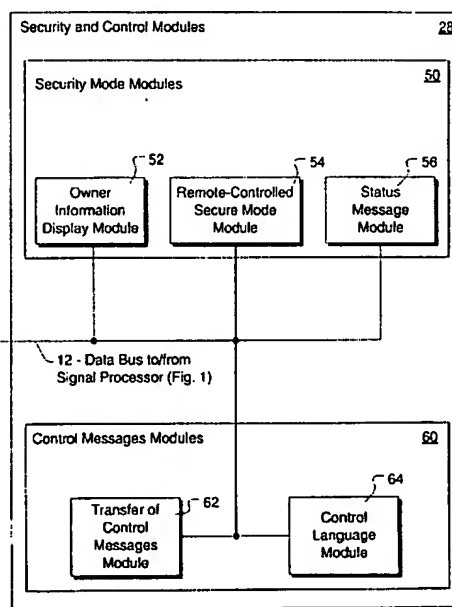 Security and Control Modules
28
Security Mode Modules
50
52
54
56
Owner
Information
Display Module
Remote-Controlled
Secure Mode
Module
Status
Message
Module
12 - Data Bus to/from
Signal Processor (Fig. 1)
Control Messages Modules
60
62
64
Transfer of
Control
Messages
Module
Control
Language
Module